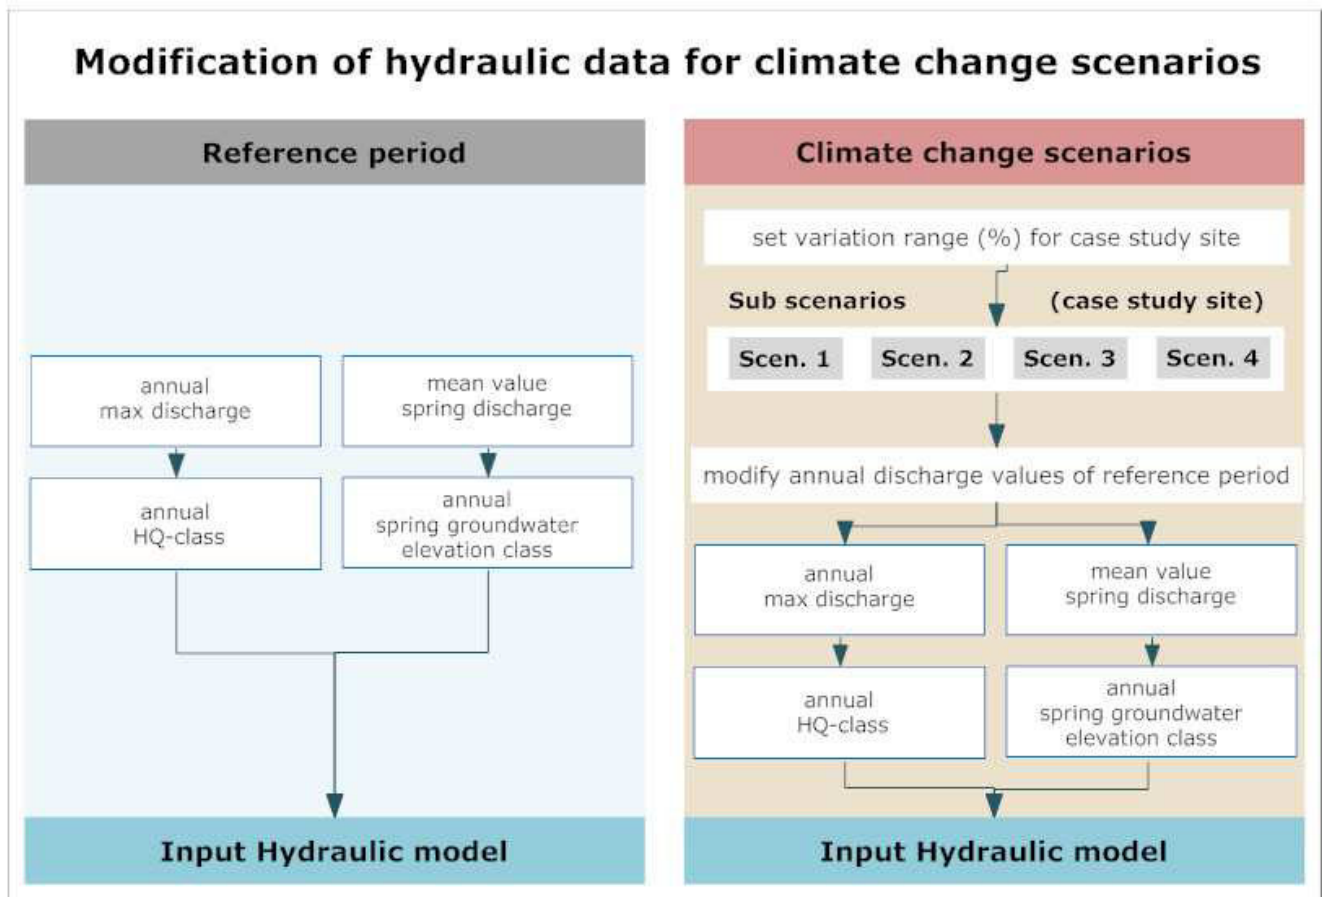 Modification of hydraulic data for climate change scenarios
Reference period
annual
max discharge
mean value
spring discharge
annual
HQ-class
annual
spring groundwater
elevation class
Input Hydraulic model
Climate change scenarios
set variation range (%) for case study site
Sub scenarios (case study site)
Scen. 1 Scen. 2 Scen. 3 Scen. 4
modify annual discharge values of reference period
annual
max discharge
mean value
spring discharge
annual
HQ-class
annual
spring groundwater
elevation class
Input Hydraulic model